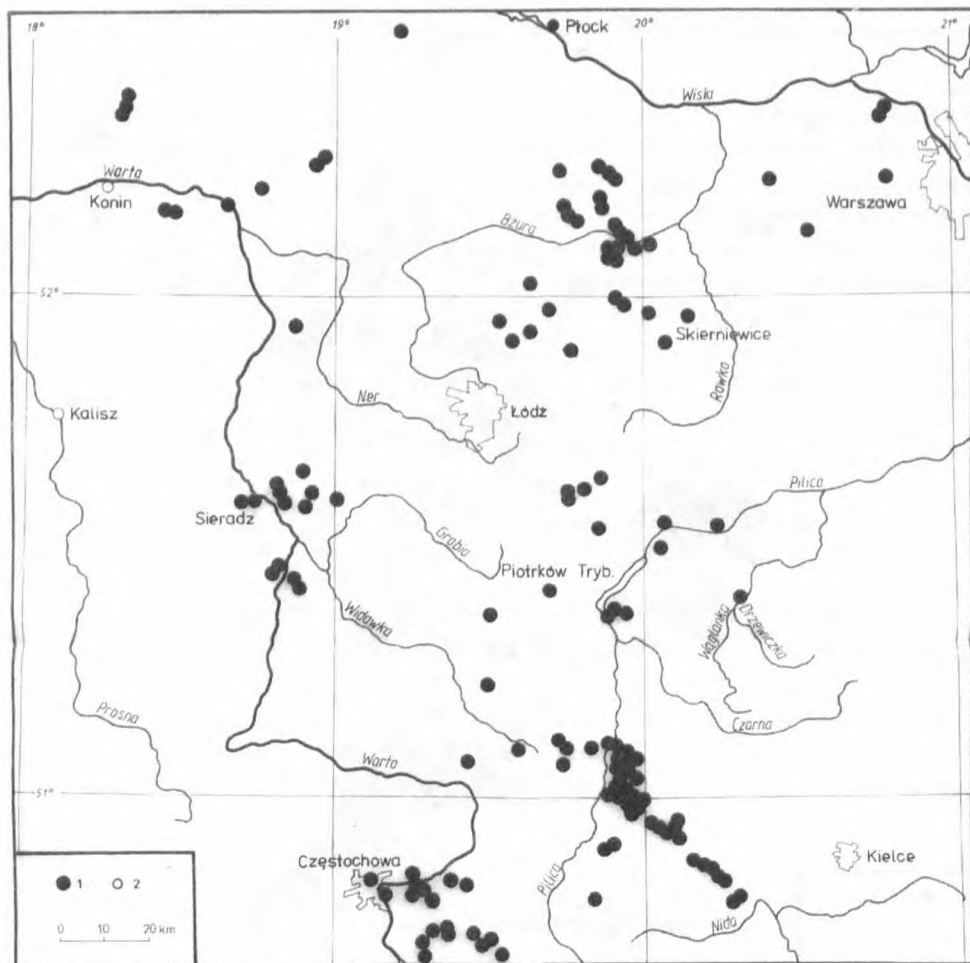 18° 19° 20° 21°
Płock
Wisła
Warta
Konin
Warszawa
Bzura
52°
Skierniewice
Rawka
Kalisz
Ner
Łódź
Pilica
Sieradz
Grabia
Piotrków Tryb.
Widawka
Wąglanka
Drzewiczka
Prosna
Czarna
Warta
51° 51°
Częstochowa
Kielce
Pilica
1 2
Nida
0 10 20 km